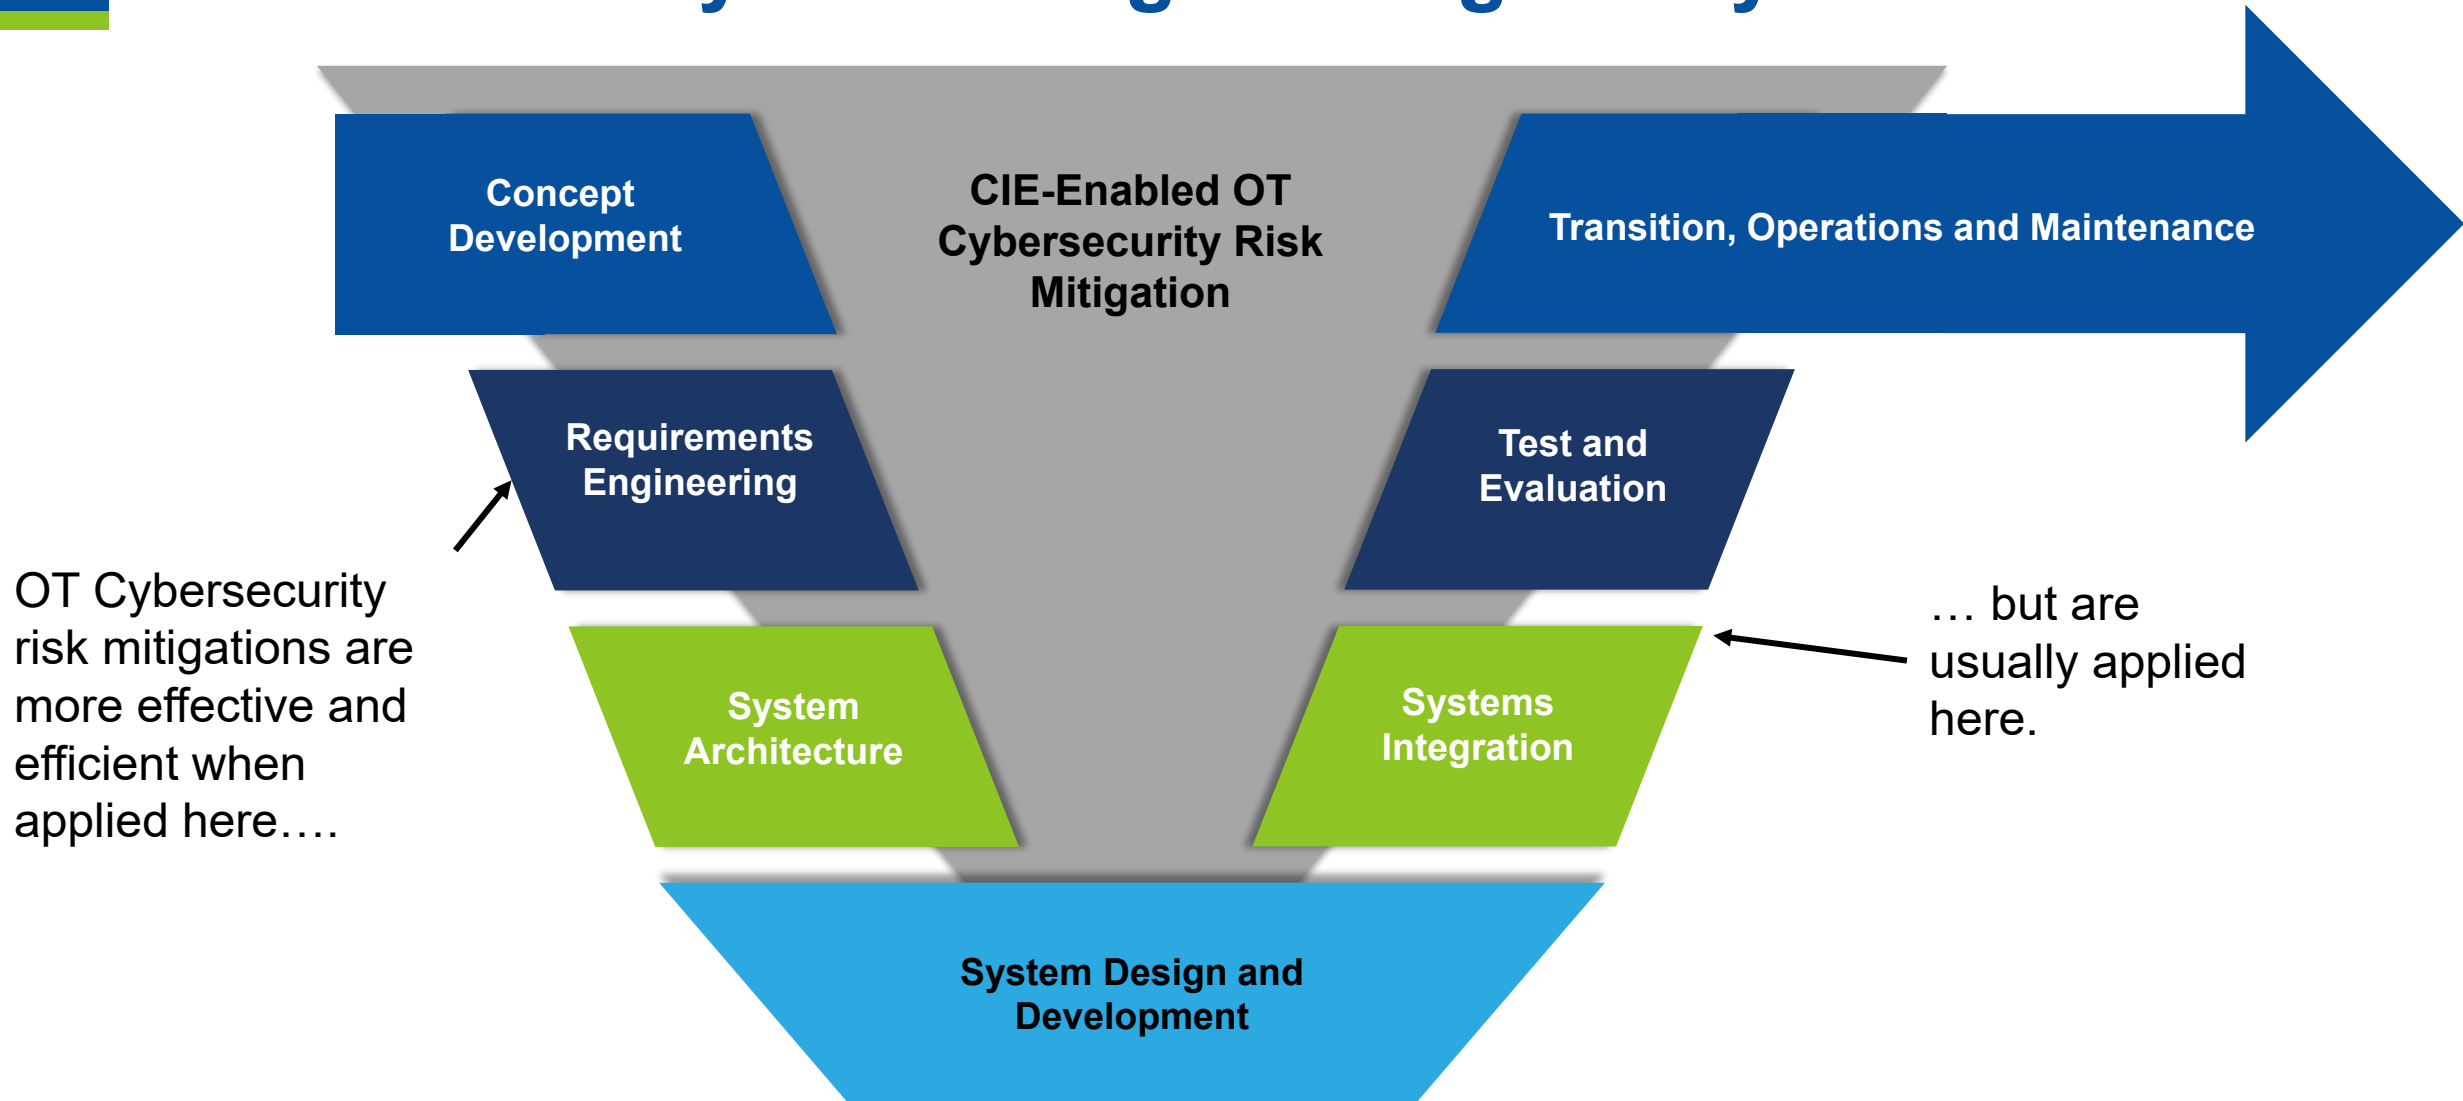 Concept
Development
CIE-Enabled OT
Cybersecurity Risk
Mitigation
Transition, Operations and Maintenance
Requirements
Engineering
Test and
Evaluation
OT Cybersecurity
risk mitigations are
more effective and
efficient when
applied here….
… but are
usually applied
here.
System
Architecture
Systems
Integration
System Design and
Development